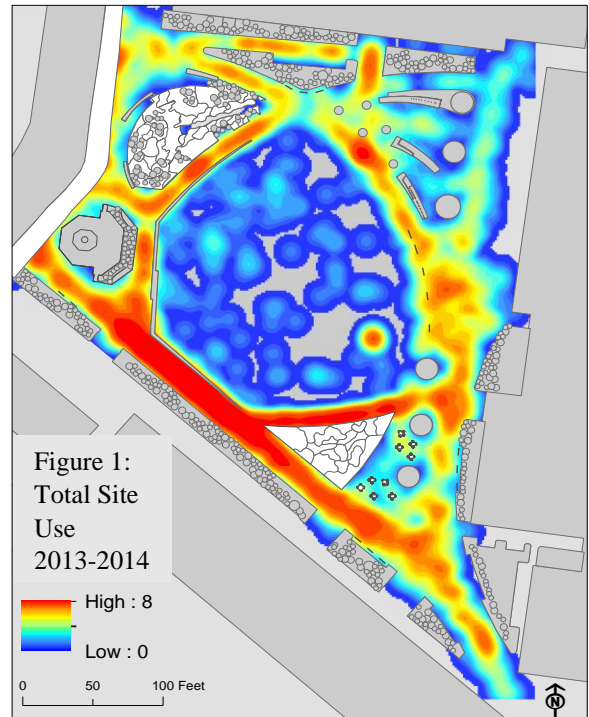 Figure 1:
Total Site
Use
2013-2014
High : 8
Low : 0
0 50 100 Feet
N